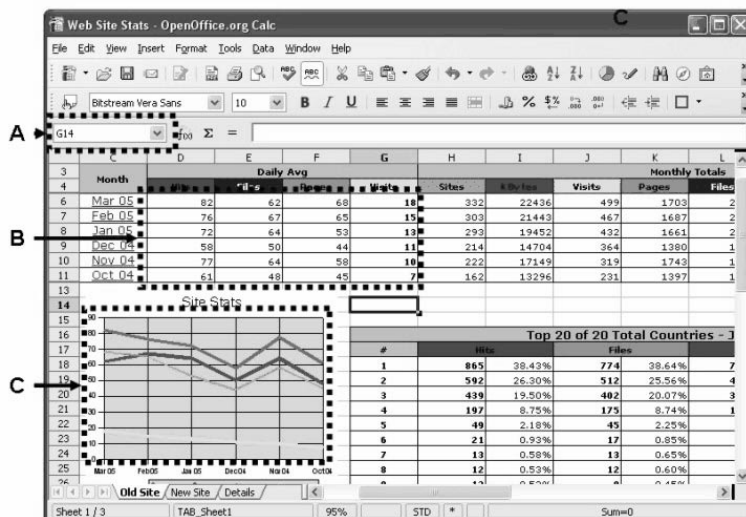 C
Web Site Stats - OpenOffice.org Calc
File Edit View Insert Format Tools Data Window Help
Bitstream Vera Sans 10 B I U
A
G14 f(x) Σ =
C D E F G H I J K L
3 Month Daily Avg Monthly Totals
4 Hits Files Pages Visits Sites KBytes Visits Pages Files
6 Mar 05 82 62 68 18 332 22436 499 1703 2
7 Feb 05 76 67 65 15 303 21443 467 1687 2
B
8 Jan 05 72 64 53 13 293 19452 432 1661 2
9 Dec 04 58 50 44 11 214 14704 364 1380 1
10 Nov 04 77 64 58 10 222 17149 319 1743 1
11 Oct 04 61 48 45 7 162 13296 231 1397 1
13
14 Site Stats
15 90
16 80 Top 20 of 20 Total Countries - J
17 70 # Hits Files
18 60 1 865 38.43% 774 38.64% 7
C
19 50 2 592 26.30% 512 25.56% 4
20 40 3 439 19.50% 402 20.07% 3
21 30 4 197 8.75% 175 8.74% 1
22 5 49 2.18% 45 2.25%
23 20 6 21 0.93% 17 0.85%
24 10 7 13 0.58% 13 0.65%
25 0 8 12 0.53% 12 0.60%
Mar 05 Feb 05 Jan 05 Dec 04 Nov 04 Oct 04
26
Old Site New Site Details
Sheet 1 / 3 TAB_Sheet1 95% STD * Sum=0